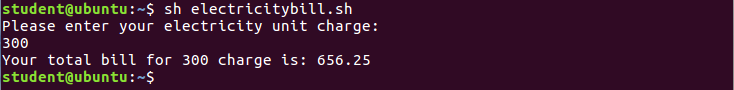 student@ubuntu:~$ sh electricitybill.sh
Please enter your electricity unit charge:
300
Your total bill for 300 charge is: 656.25
student@ubuntu:~$